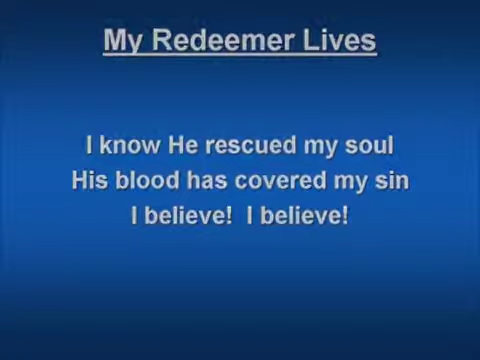 My Redeemer Lives
I know He rescued my soul
His blood has covered my sin
I believe!  I believe!